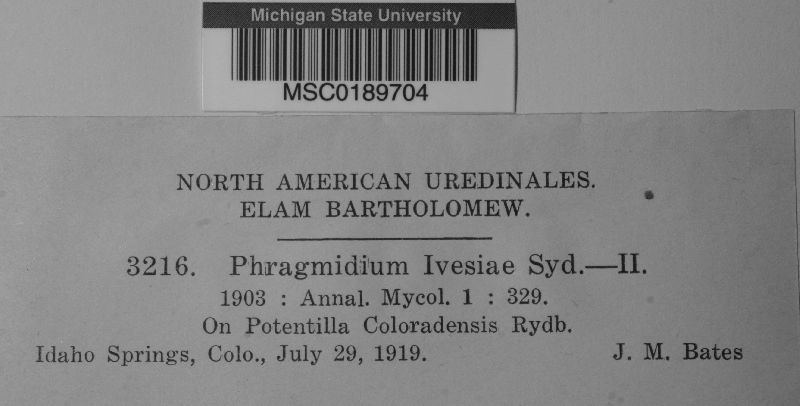 Michigan State University
MSC0189704
NORTH AMERICAN UREDINALES.
ELAM BARTHOLOMEW.
3216. Phragmidium Ivesiae Syd.—II.
1903 : Annal. Mycol. 1 : 329.
On Potentilla Coloradensis Rydb.
Idaho Springs, Colo., July 29, 1919. J. M. Bates